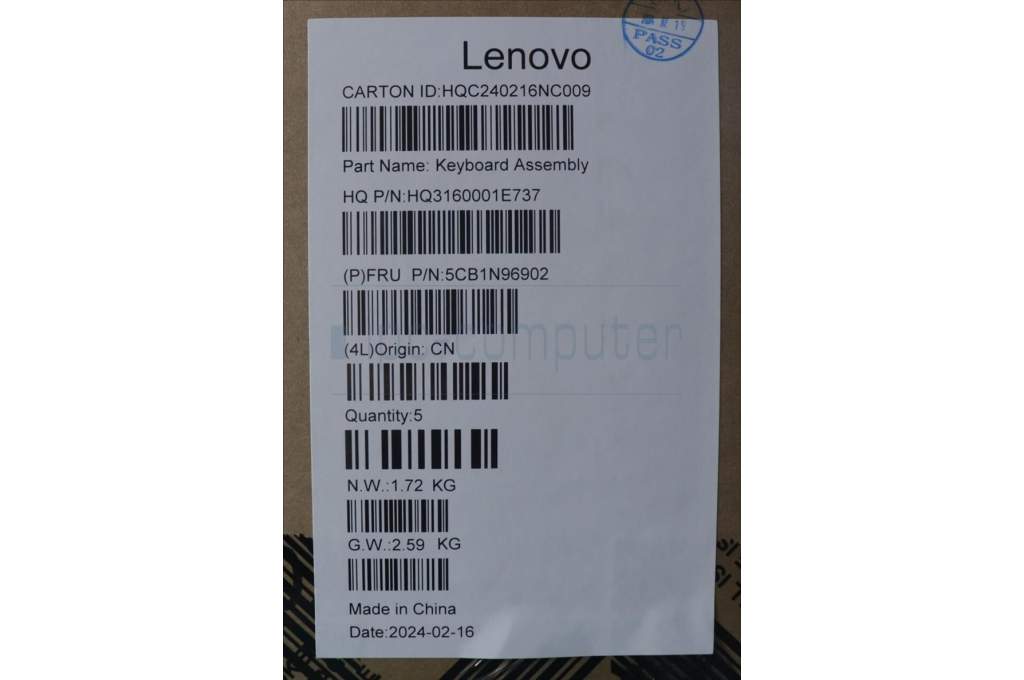 PASS
02
Lenovo
CARTON ID:HQC240216NC009
Part Name: Keyboard Assembly
HQ P/N:HQ3160001E737
(P)FRU P/N:5CB1N96902
computer
(4L)Origin: CN
Quantity:5
N.W.:1.72 KG
G.W.:2.59 KG
Made in China
Date:2024-02-16